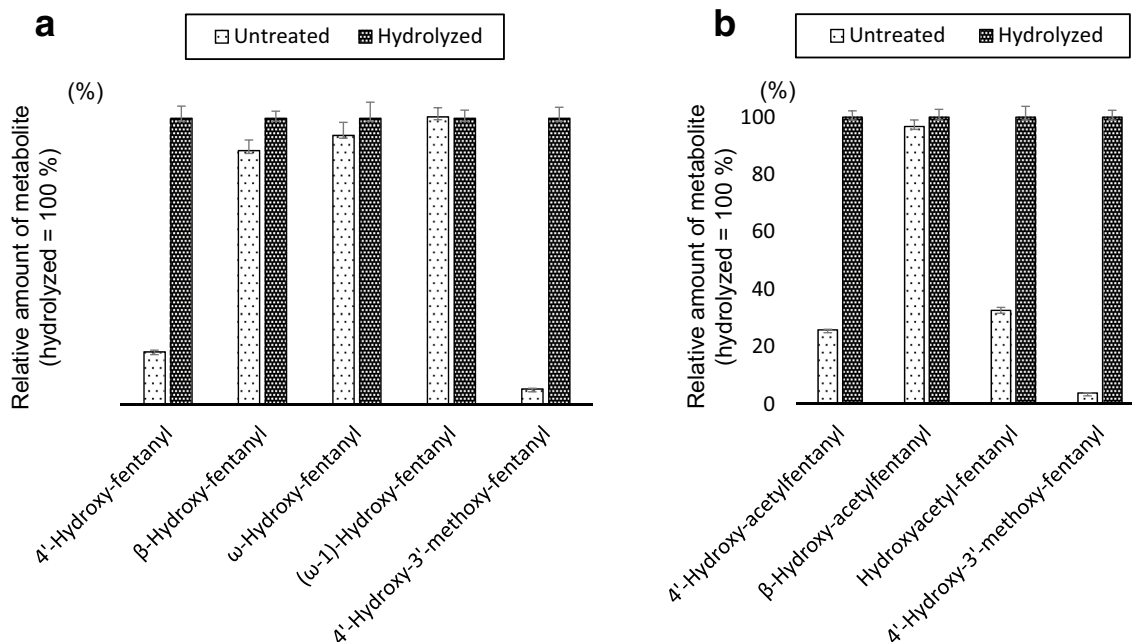 a
Untreated Hydrolyzed
(%)
Relative amount of metabolite
(hydrolyzed = 100 %)
4'-Hydroxy-fentanyl
β-Hydroxy-fentanyl
ω-Hydroxy-fentanyl
(ω-1)-Hydroxy-fentanyl
4'-Hydroxy-3'-methoxy-fentanyl
b
Untreated Hydrolyzed
(%)
Relative amount of metabolite
(hydrolyzed = 100 %)
100
80
60
40
20
0
4'-Hydroxy-acetylfentanyl
β-Hydroxy-acetylfentanyl
Hydroxyacetyl-fentanyl
4'-Hydroxy-3'-methoxy-fentanyl